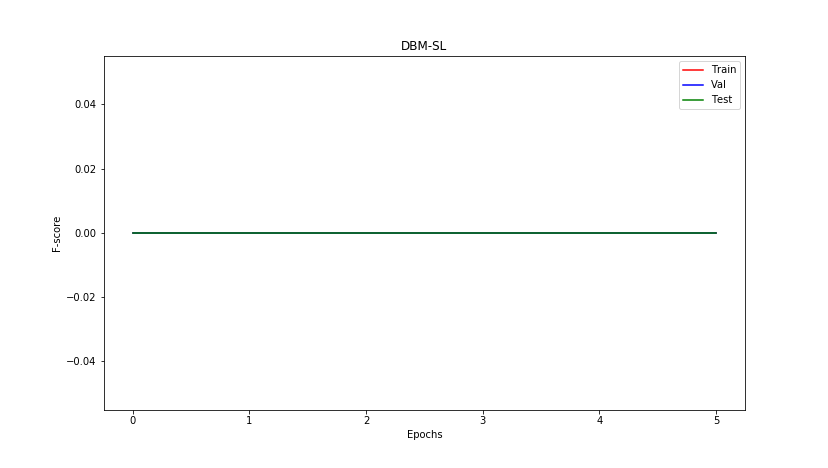 DBM-SL
Train
Val
Test
0.04
0.02
0.00
−0.02
−0.04
F-score
0 1 2 3 4 5
Epochs